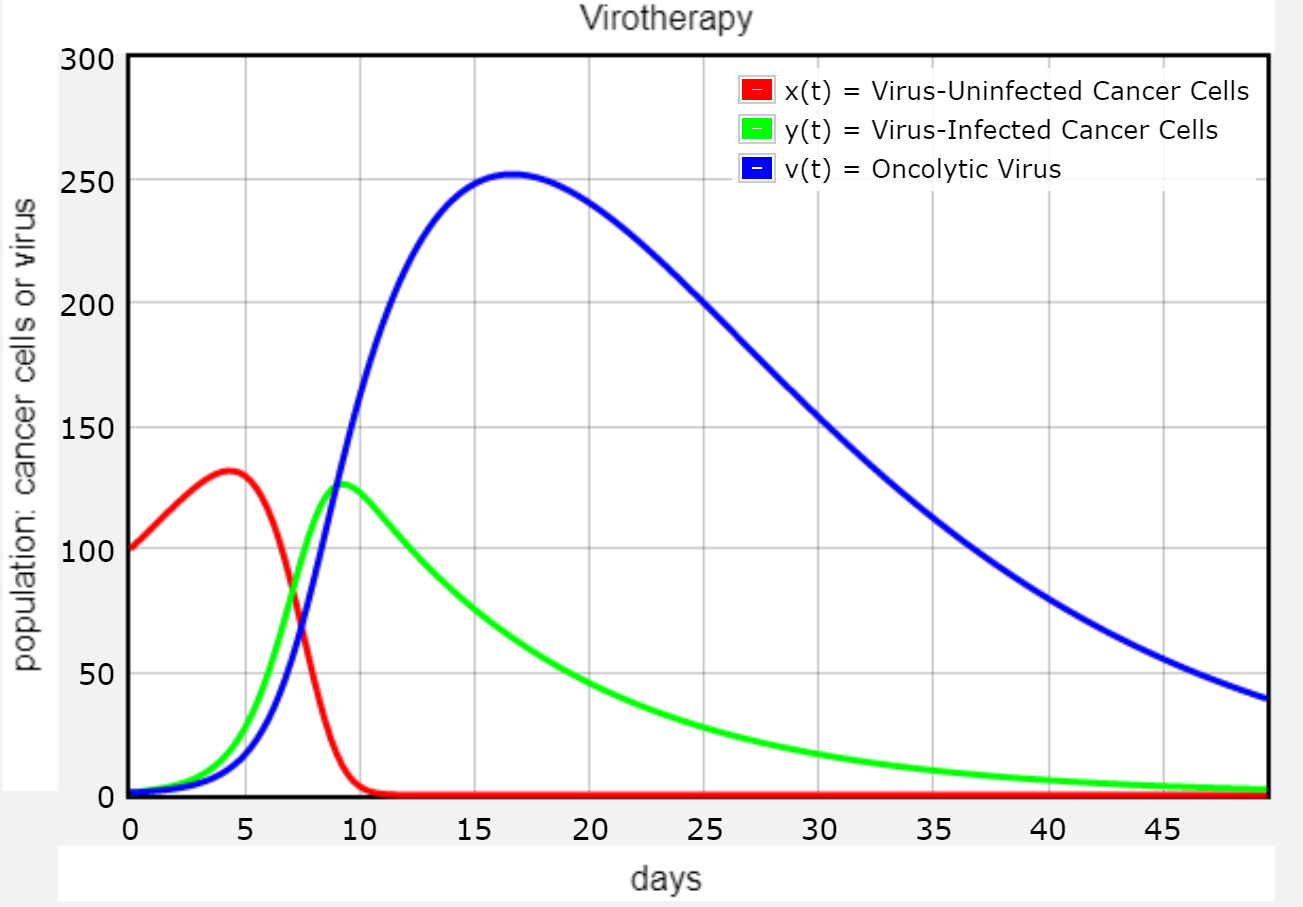 Virotherapy
x(t) = Virus-Uninfected Cancer Cells
y(t) = Virus-Infected Cancer Cells
v(t) = Oncolytic Virus
population: cancer cells or virus
300
250
200
150
100
50
0
0 5 10 15 20 25 30 35 40 45
days